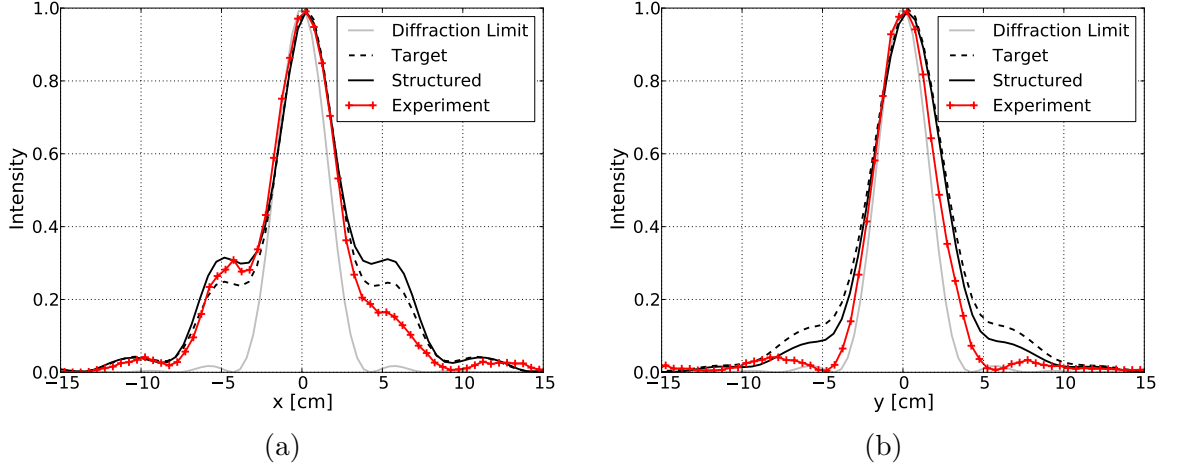 1.0
0.8
0.6
0.4
0.2
0.0
Intensity
−15 −10 −5 0 5 10 15
x [cm]
Diffraction Limit
Target
Structured
Experiment
(a)
1.0
0.8
0.6
0.4
0.2
0.0
Intensity
−15 −10 −5 0 5 10 15
y [cm]
Diffraction Limit
Target
Structured
Experiment
(b)